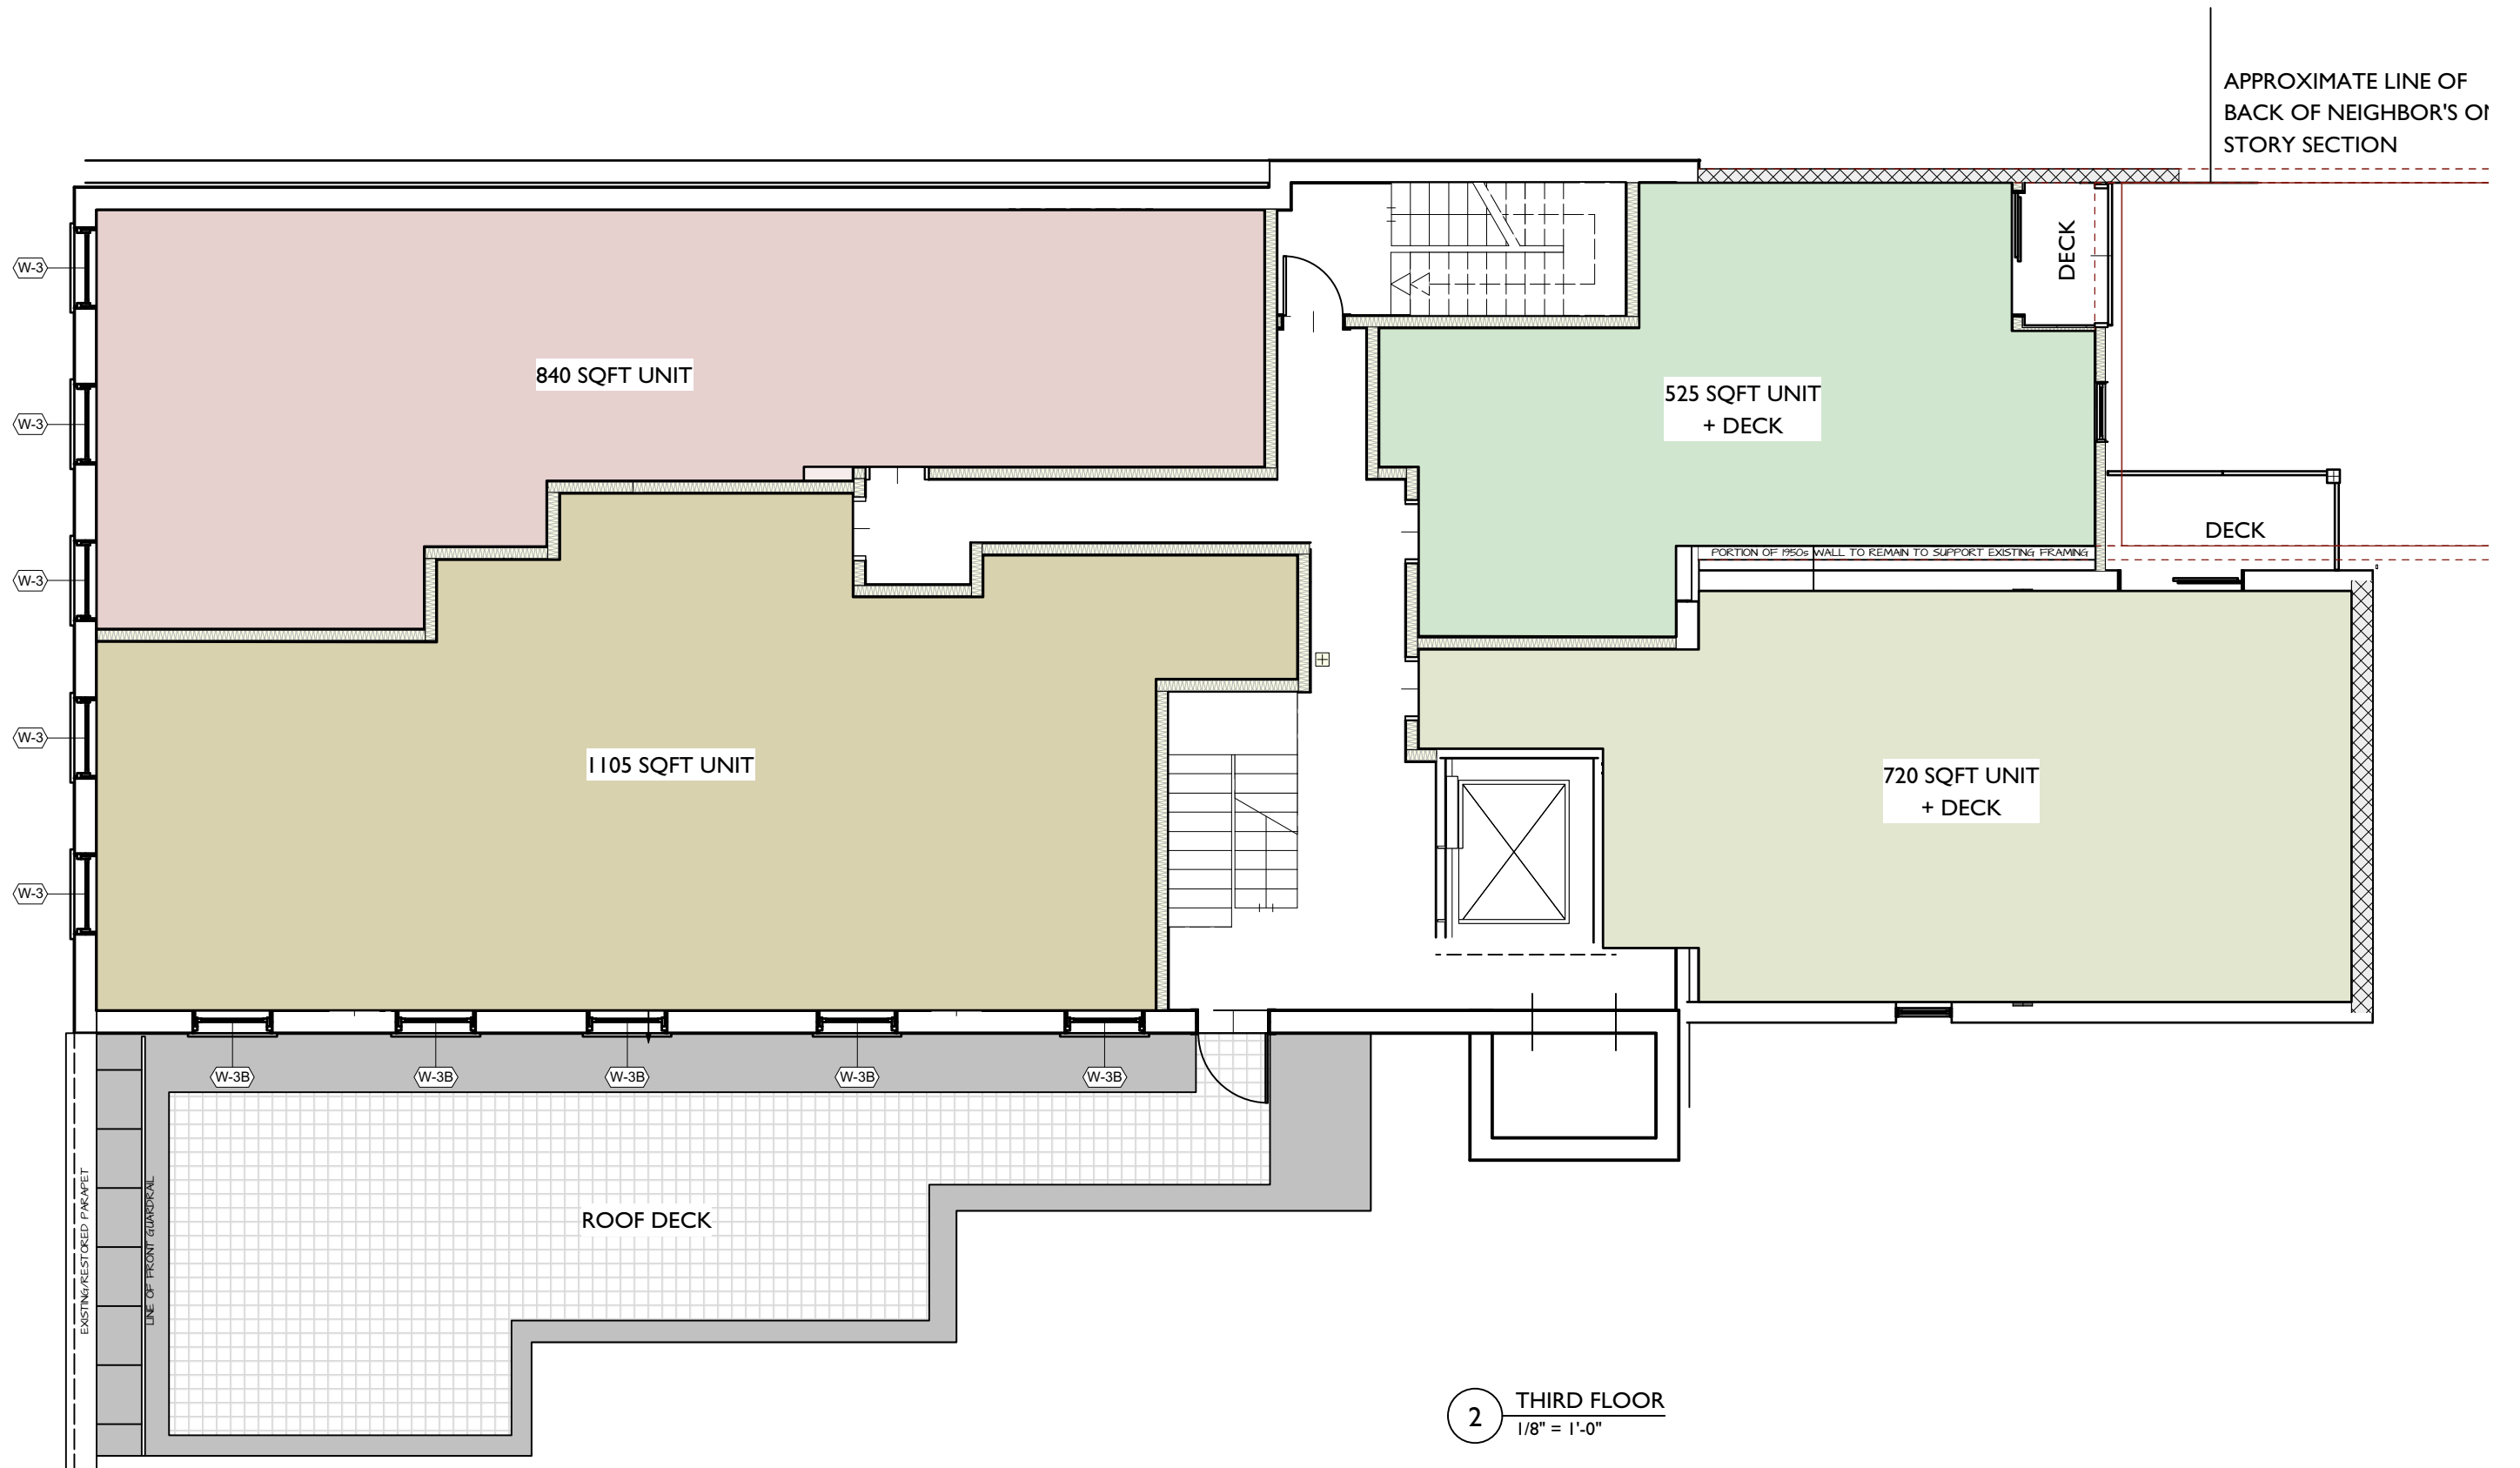 APPROXIMATE LINE OF
BACK OF NEIGHBOR'S
STORY SECTION
DECK
W-3
840 SQFT UNIT
525 SQFT UNIT
+ DECK
W-3
DECK
PORTION OF 1950s WALL TO REMAIN TO SUPPORT EXISTING FRAMING
W-3
W-3
1105 SQFT UNIT
720 SQFT UNIT
+ DECK
W-3
W-3B
W-3B
W-3B
W-3B
W-3B
EXISTING/RESTORED PARAPET
LINE OF FRONT GUARDRAIL
ROOF DECK
2
THIRD FLOOR
1/8" = 1'-0"